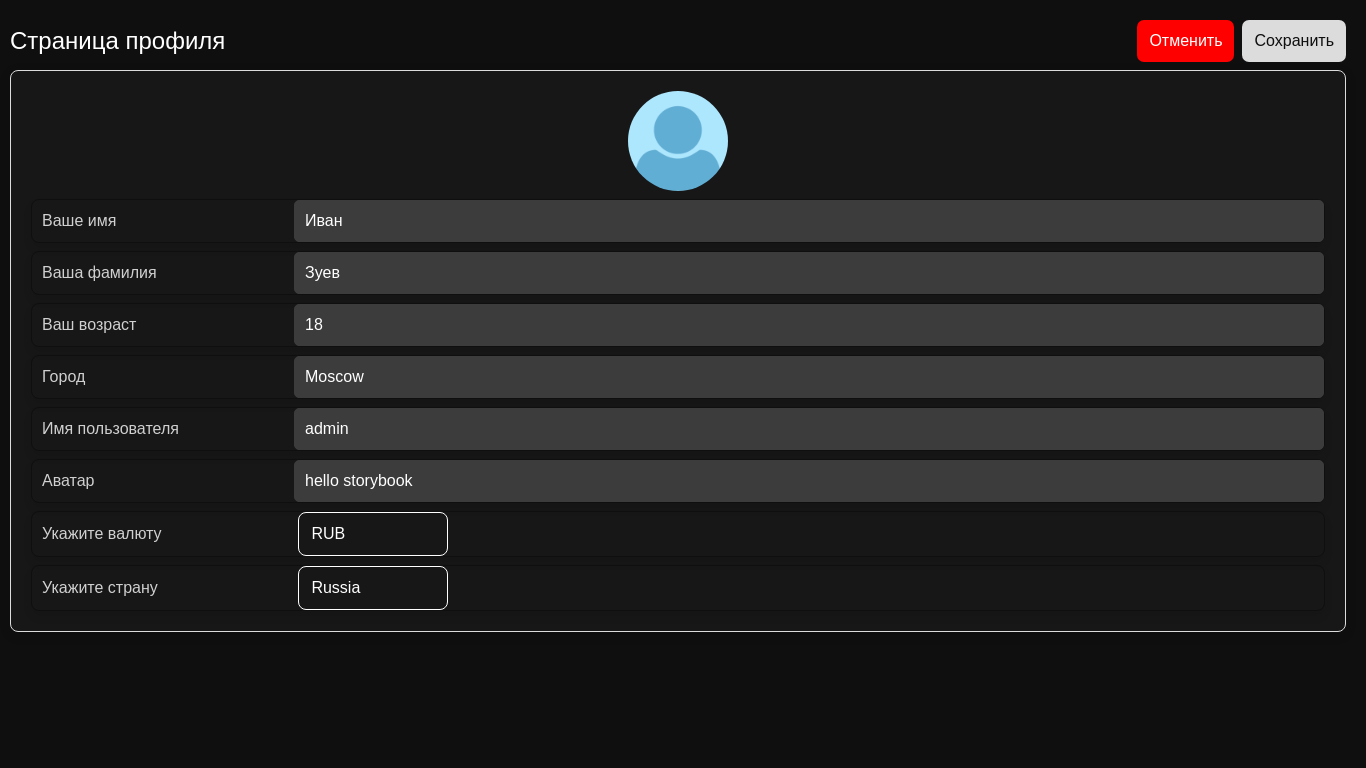 Страница профиля
Отменить
Сохранить
Ваше имя
Иван
Ваша фамилия
Зуев
Ваш возраст
18
Город
Moscow
Имя пользователя
admin
Аватар
hello storybook
Укажите валюту
RUB
Укажите страну
Russia